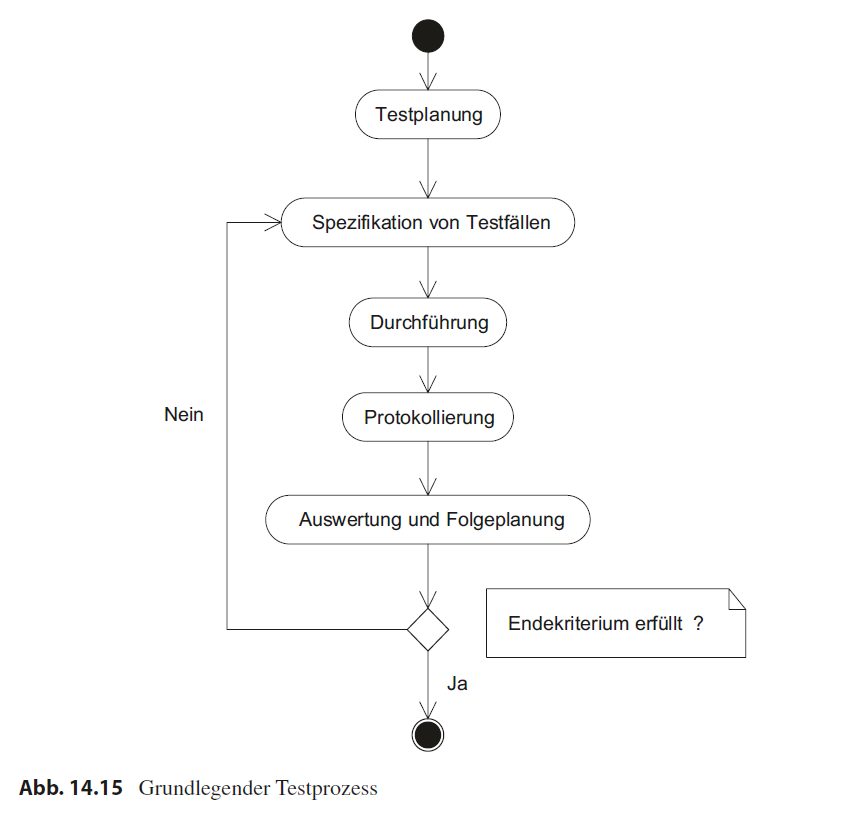 Testplanung
Spezifikation von Testfällen
Durchführung
Nein
Protokollierung
Auswertung und Folgeplanung
Endekriterium erfüllt ?
Ja
Abb. 14.15 Grundlegender Testprozess